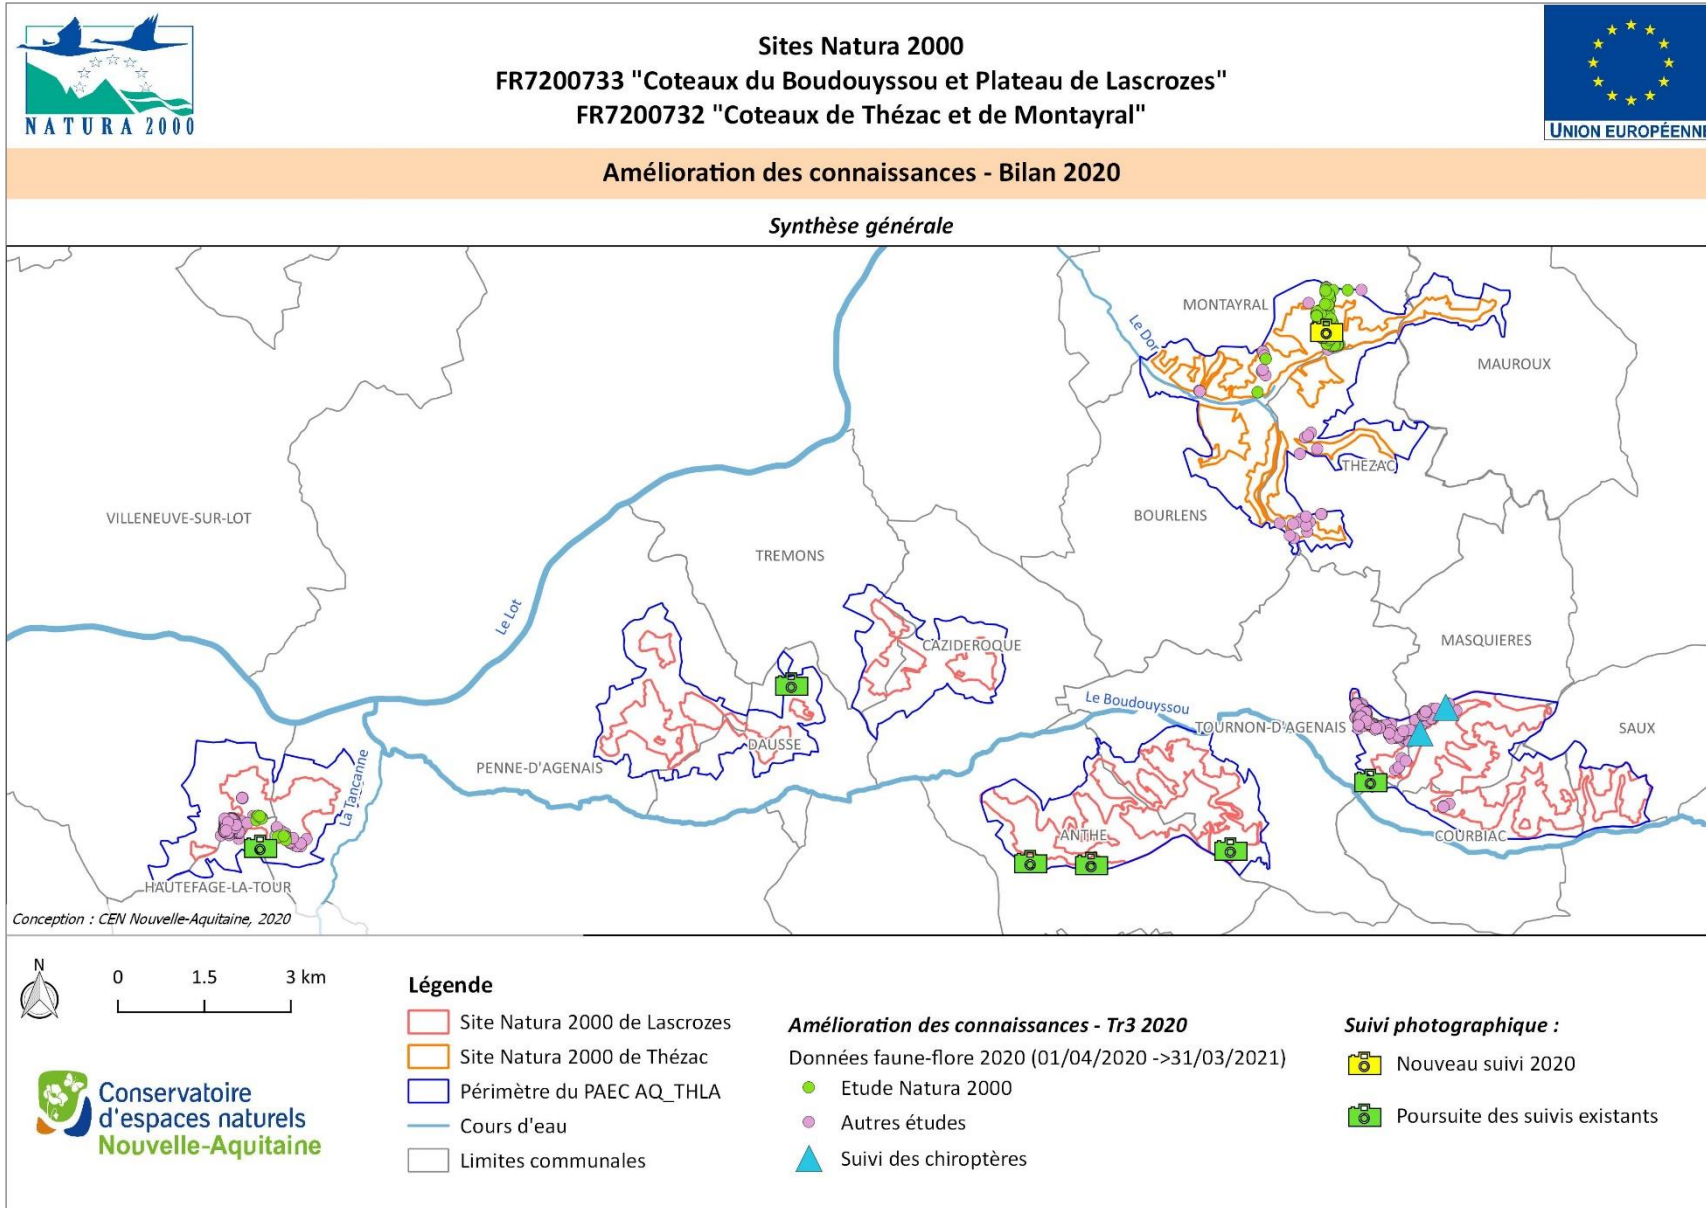 NATURA 2000
Sites Natura 2000
FR7200733 "Coteaux du Boudouyssou et Plateau de Lascrozes"
FR7200732 "Coteaux de Thézac et de Montayral"
UNION EUROPÉENNE
Amélioration des connaissances - Bilan 2020
Synthèse générale
MONTAYRAL
Le Dor
MAUROUX
THEZAC
VILLENEUVE-SUR-LOT
BOURLENS
TREMONS
Le Lot
CAZIDEROQUE
MASQUIERES
Le Boudouyssou
TOURNON-D'AGENAIS
SAUX
DAUSSE
PENNE-D'AGENAIS
La Tancanne
ANTHE
COURBIAC
HAUTEFAGE-LA-TOUR
Conception : CEN Nouvelle-Aquitaine, 2020
N
0 1.5 3 km
Conservatoire
d'espaces naturels
Nouvelle-Aquitaine
Légende
Site Natura 2000 de Lascrozes
Site Natura 2000 de Thézac
Périmètre du PAEC AQ_THLA
Cours d'eau
Limites communales
Amélioration des connaissances - Tr3 2020
Données faune-flore 2020 (01/04/2020 ->31/03/2021)
Etude Natura 2000
Autres études
Suivi des chiroptères
Suivi photographique :
Nouveau suivi 2020
Poursuite des suivis existants